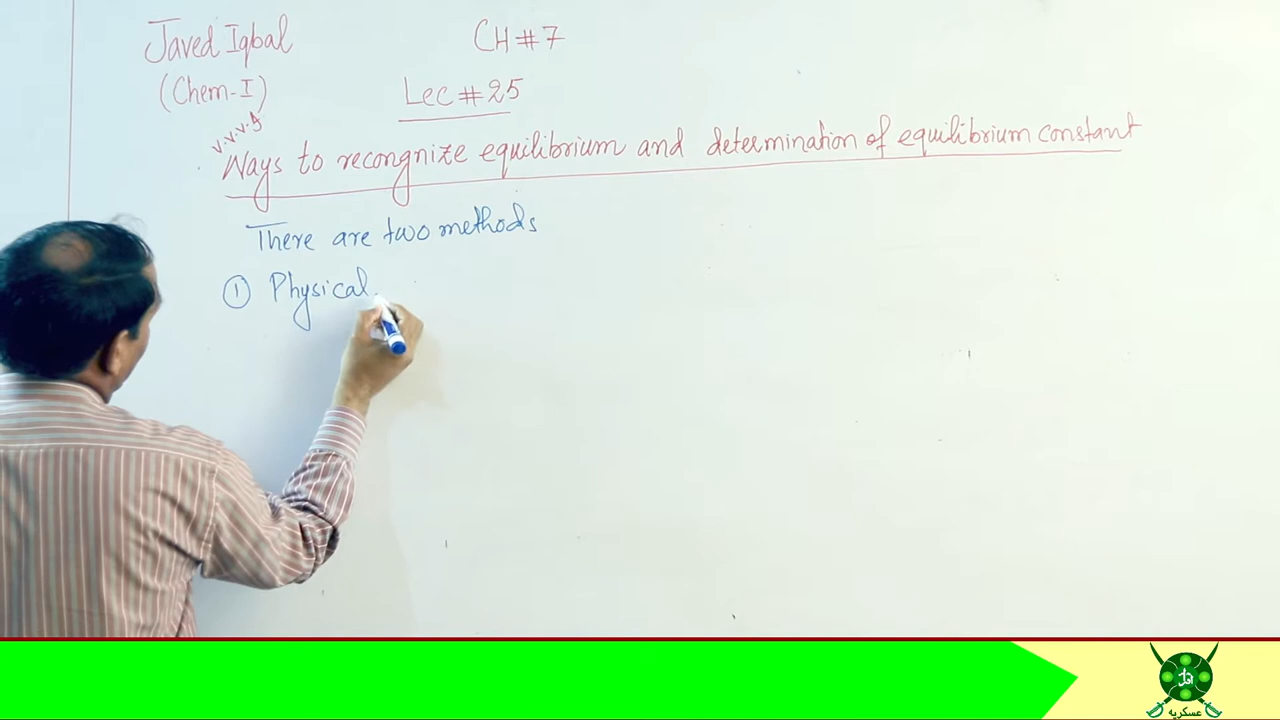 Javed Iqbal
CH#7
(Chem-I)
Lec #25
V.V.V.I
Ways to recongnize equilibrium and determination of equilibrium constant
There are two methods
① Physical
عسکریہ